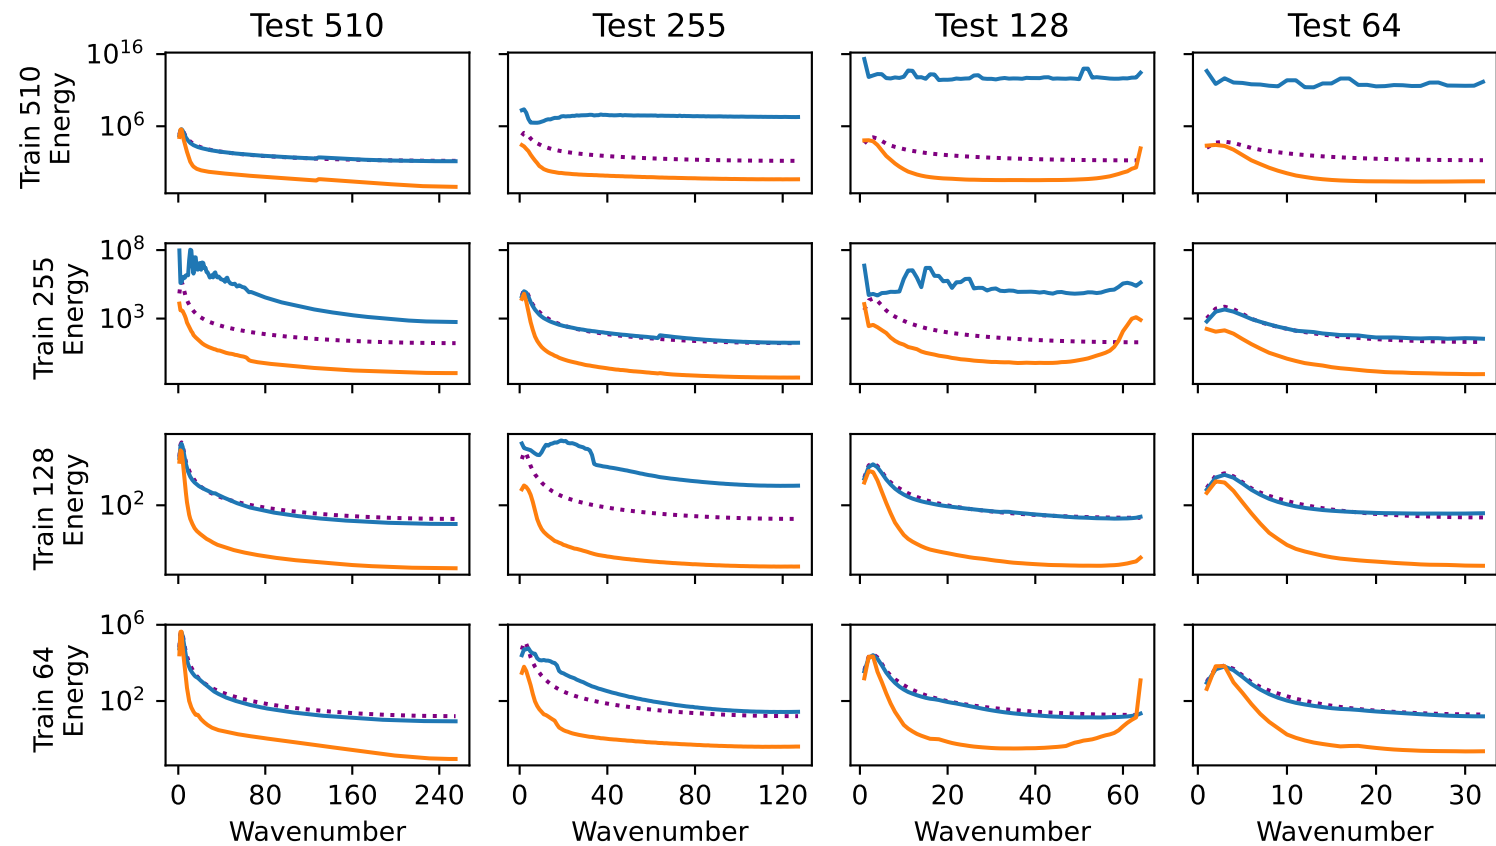 Test 510 Test 255 Test 128 Test 64
Train 510
Energy
10^16
10^6
Train 255
Energy
10^8
10^3
Train 128
Energy
10^2
Train 64
Energy
10^6
10^2
0 80 160 240 0 40 80 120 0 20 40 60 0 10 20 30
Wavenumber Wavenumber Wavenumber Wavenumber